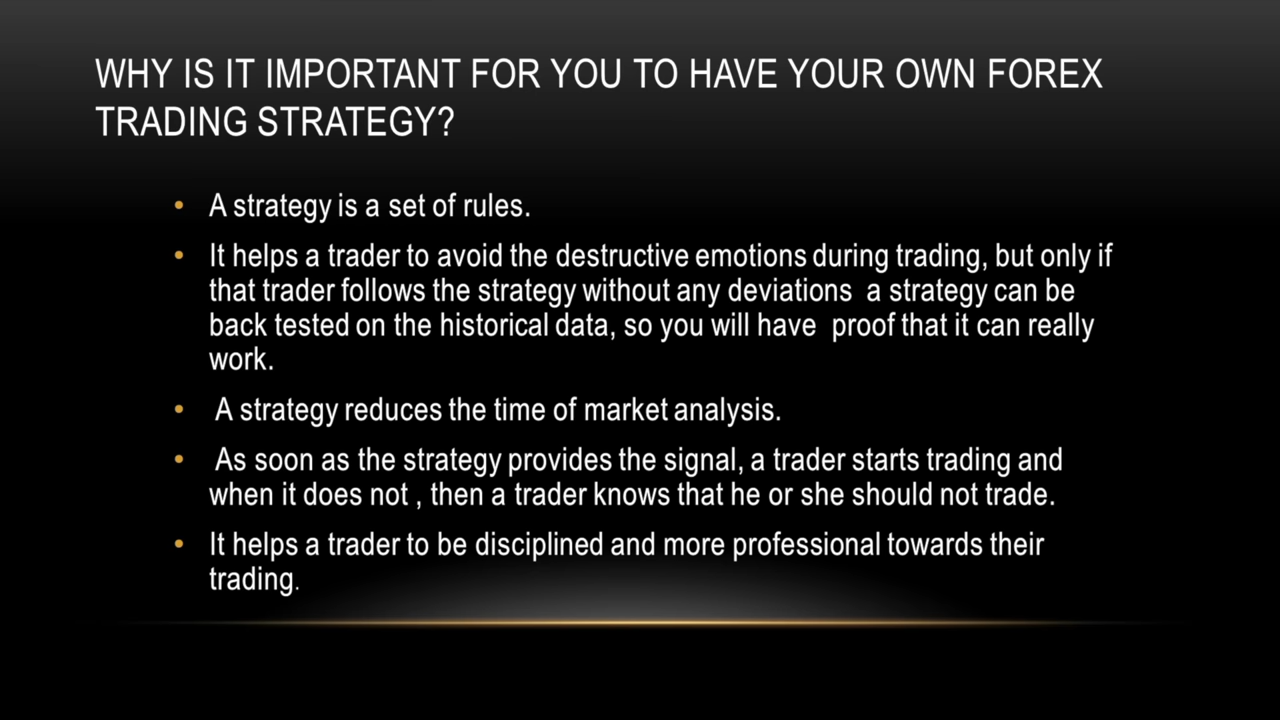 WHY IS IT IMPORTANT FOR YOU TO HAVE YOUR OWN FOREX
TRADING STRATEGY?
• A strategy is a set of rules.
• It helps a trader to avoid the destructive emotions during trading, but only if
that trader follows the strategy without any deviations  a strategy can be
back tested on the historical data, so you will have  proof that it can really
work.
•  A strategy reduces the time of market analysis.
•  As soon as the strategy provides the signal, a trader starts trading and
when it does not , then a trader knows that he or she should not trade.
• It helps a trader to be disciplined and more professional towards their
trading.